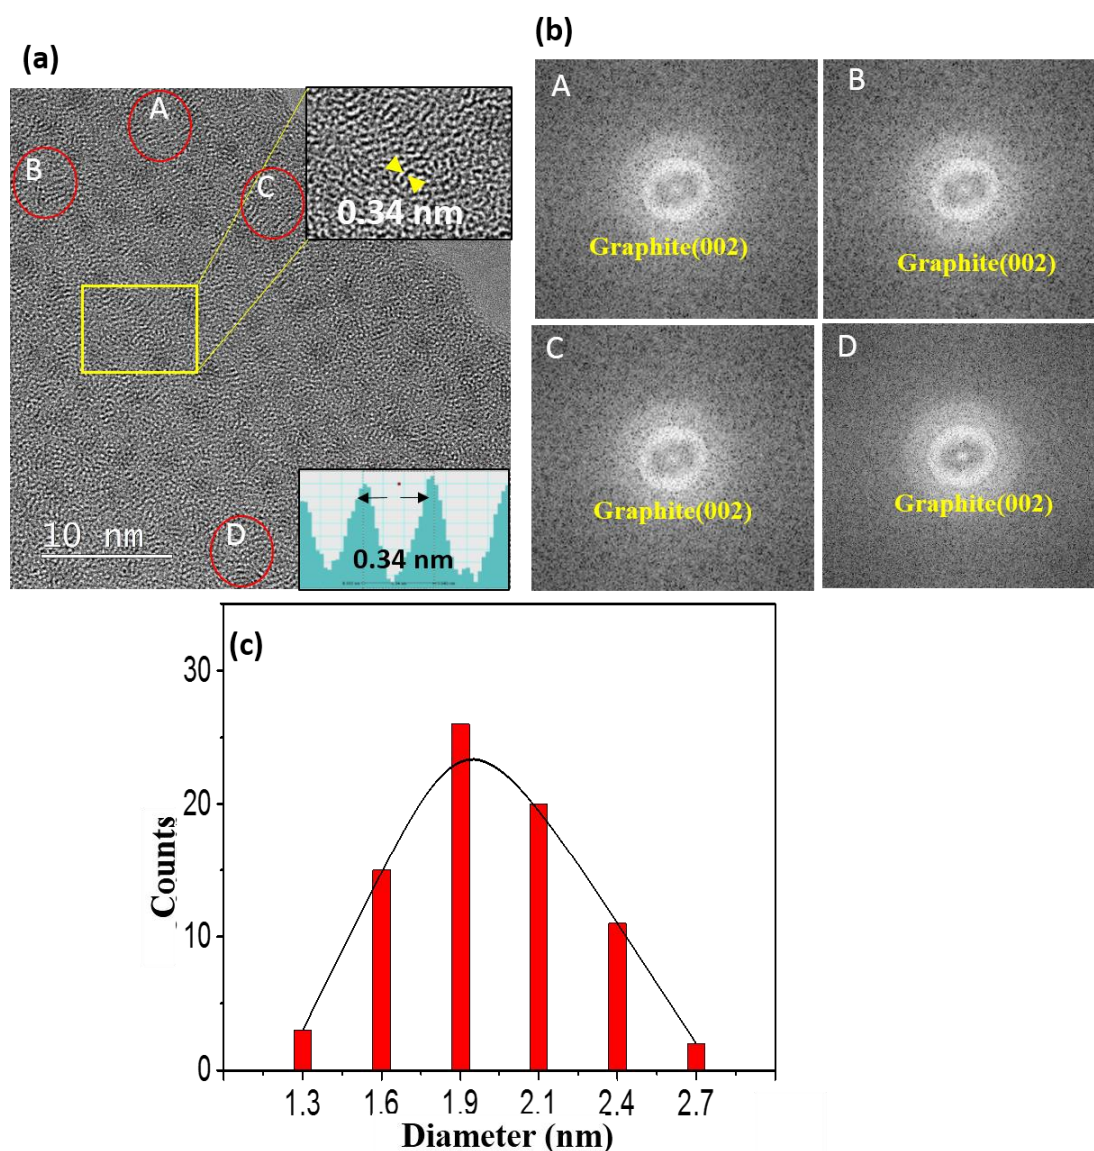 (a)
A
B
C
0.34 nm
10 nm
D
0.34 nm
(b)
A
Graphite(002)
B
Graphite(002)
C
Graphite(002)
D
Graphite(002)
(c)
Counts
30
20
10
0
1.3 1.6 1.9 2.1 2.4 2.7
Diameter (nm)